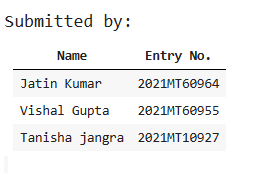 Submitted by:
Name Entry No.
Jatin Kumar 2021MT60964
Vishal Gupta 2021MT60955
Tanisha jangra 2021MT10927